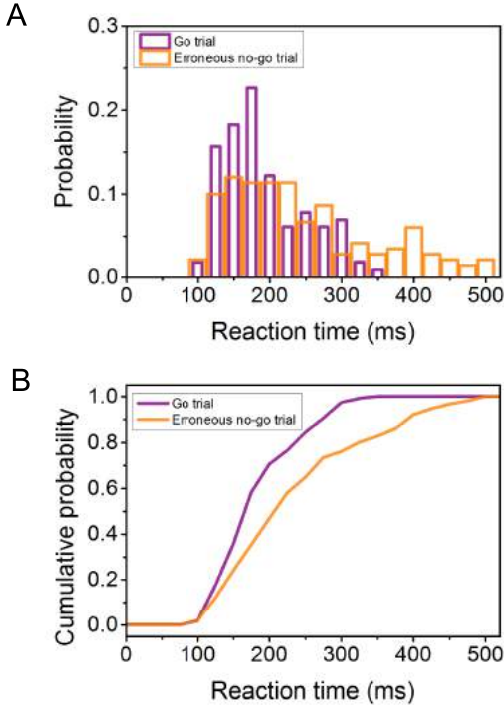 A
0.3
Go trial
Erroneous no-go trial
0.2
0.1
0.0
Probability
0 100 200 300 400 500
Reaction time (ms)
B
1.0
Go trial
Erroneous no-go trial
0.8
0.6
0.4
0.2
0.0
Cumulative probability
0 100 200 300 400 500
Reaction time (ms)